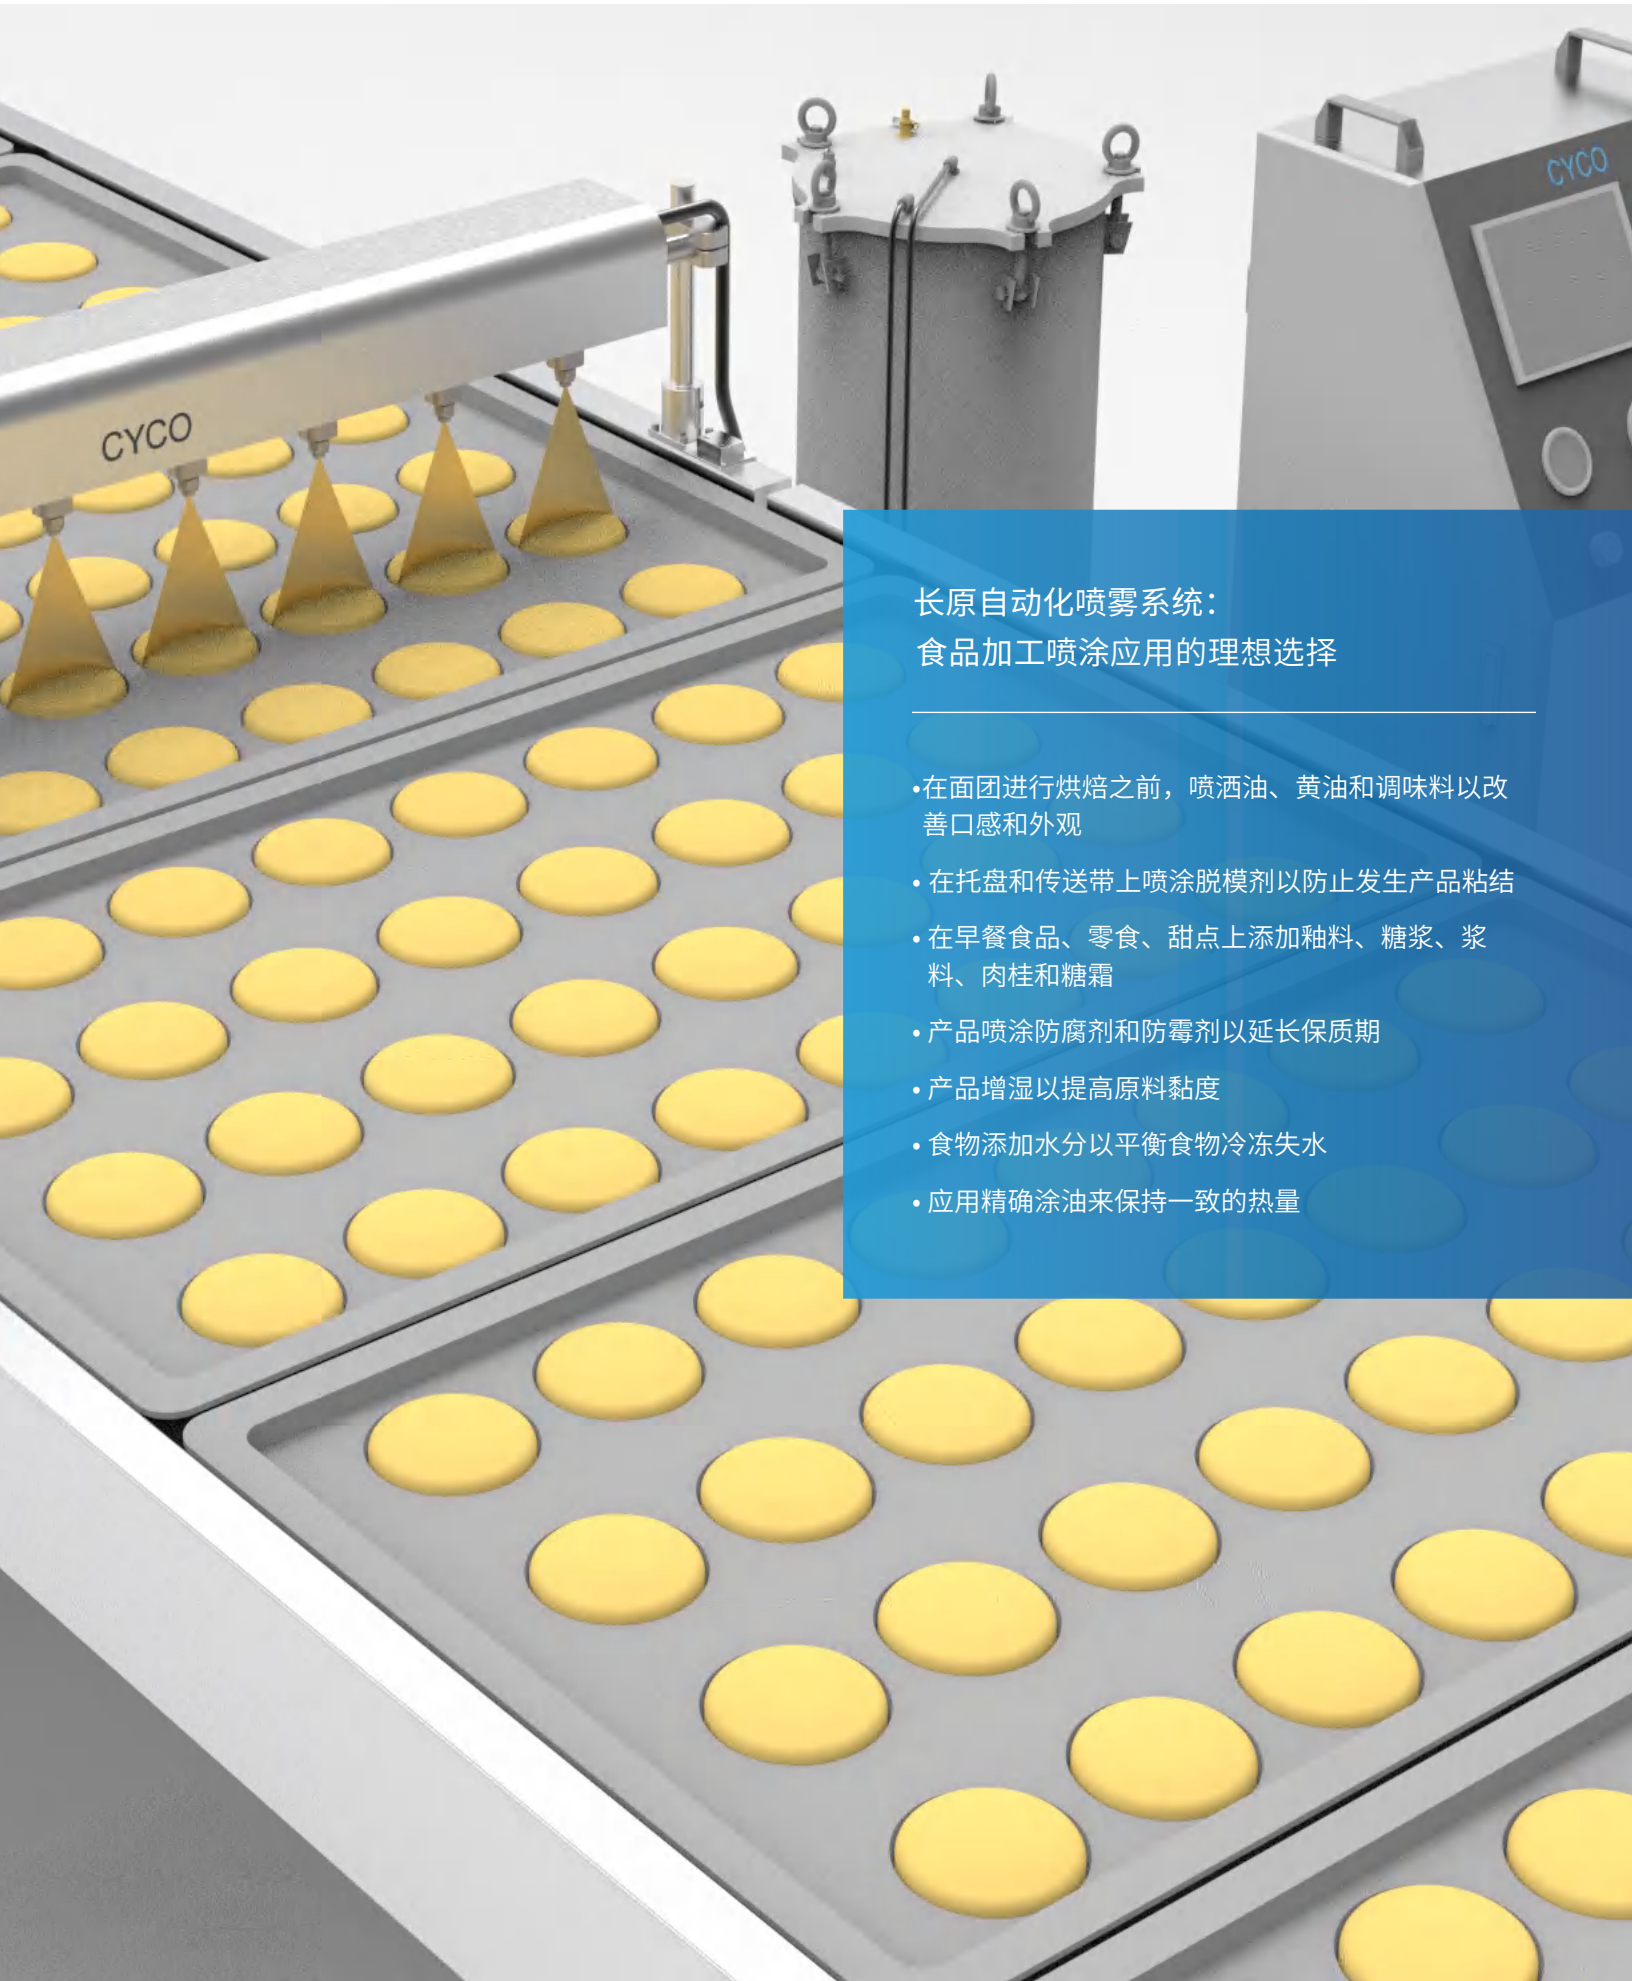 CYCO
CYCO
长原自动化喷雾系统：
食品加工喷涂应用的理想选择
•在面团进行烘焙之前，喷洒油、黄油和调味料以改
善口感和外观
• 在托盘和传送带上喷涂脱模剂以防止发生产品粘结
• 在早餐食品、零食、甜点上添加釉料、糖浆、浆
料、肉桂和糖霜
• 产品喷涂防腐剂和防霉剂以延长保质期
• 产品增湿以提高原料黏度
• 食物添加水分以平衡食物冷冻失水
• 应用精确涂油来保持一致的热量